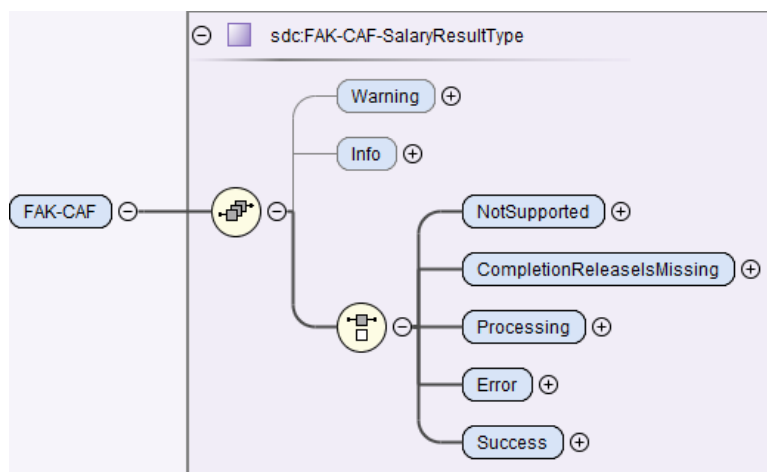 sdc:FAK-CAF-SalaryResultType
Warning
Info
FAK-CAF
NotSupported
CompletionReleaseIsMissing
Processing
Error
Success